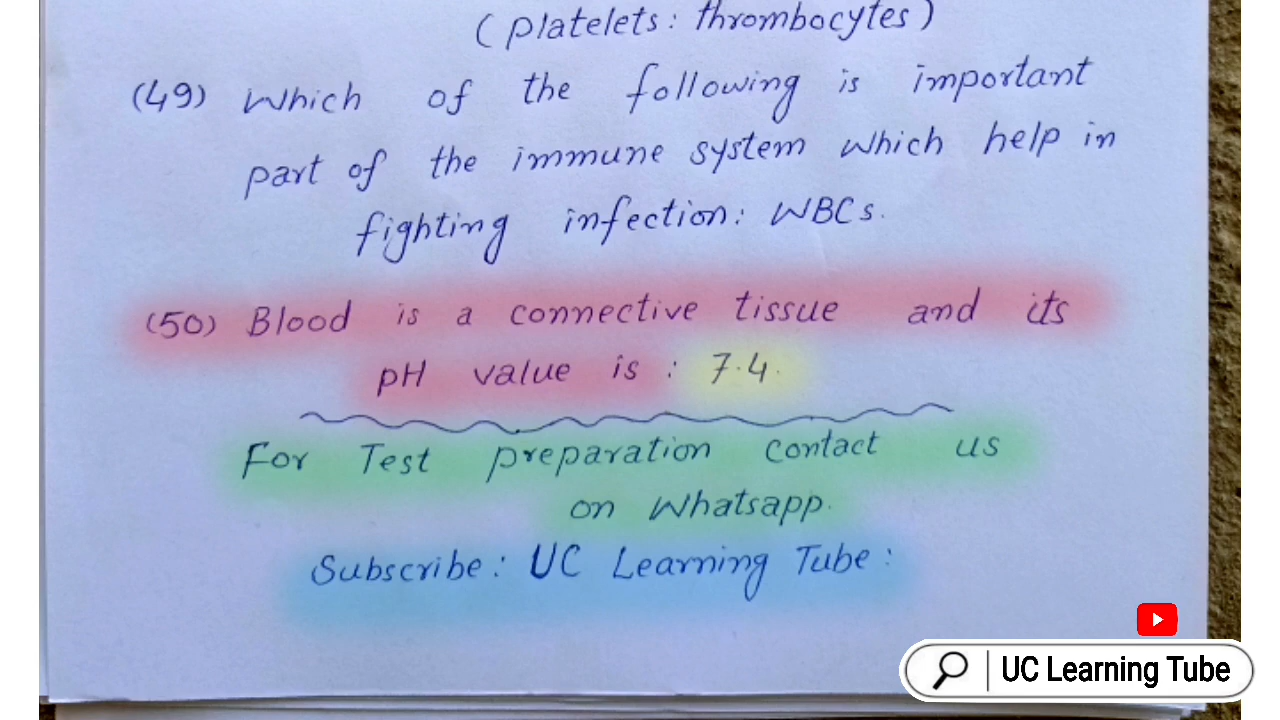 (platelets: thrombocytes)
(49) Which of the following is important
part of the immune system which help in
fighting infection: WBCs.
(50) Blood is a connective tissue and its
pH value is : 7.4.
For Test preparation contact us
on Whatsapp.
Subscribe: UC Learning Tube:
UC Learning Tube